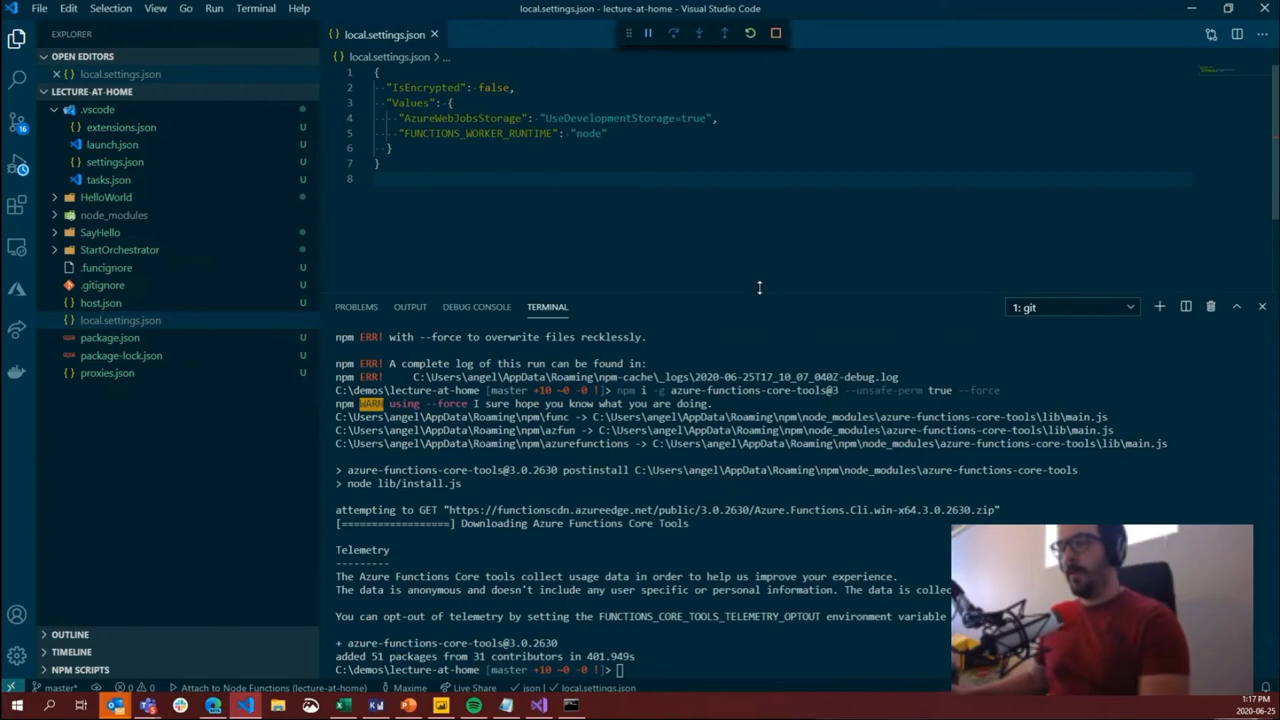 File Edit Selection View Go Run Terminal Help
local.settings.json - lecture-at-home - Visual Studio Code
EXPLORER
OPEN EDITORS
local.settings.json
LECTURE-AT-HOME
.vscode
extensions.json U
launch.json U
settings.json U
tasks.json U
HelloWorld
node_modules
SayHello
StartOrchestrator
.funcignore U
.gitignore U
host.json U
local.settings.json
package.json U
package-lock.json U
proxies.json U
OUTLINE
TIMELINE
NPM SCRIPTS
16
local.settings.json
local.settings.json > ...
1 {
2 "IsEncrypted": false,
3 "Values": {
4 "AzureWebJobsStorage": "UseDevelopmentStorage=true",
5 "FUNCTIONS_WORKER_RUNTIME": "node"
6 }
7 }
8
PROBLEMS OUTPUT DEBUG CONSOLE TERMINAL 1: git
npm ERR! with --force to overwrite files recklessly.
npm ERR! A complete log of this run can be found in:
npm ERR! C:\Users\angel\AppData\Roaming\npm-cache\_logs\2020-06-25T17_10_07_040Z-debug.log
C:\demos\lecture-at-home [master +10 ~0 -0 !]> npm i -g azure-functions-core-tools@3 --unsafe-perm true --force
npm WARN using --force I sure hope you know what you are doing.
C:\Users\angel\AppData\Roaming\npm\func -> C:\Users\angel\AppData\Roaming\npm\node_modules\azure-functions-core-tools\lib\main.js
C:\Users\angel\AppData\Roaming\npm\azfun -> C:\Users\angel\AppData\Roaming\npm\node_modules\azure-functions-core-tools\lib\main.js
C:\Users\angel\AppData\Roaming\npm\azurefunctions -> C:\Users\angel\AppData\Roaming\npm\node_modules\azure-functions-core-tools\lib\main.js
> azure-functions-core-tools@3.0.2630 postinstall C:\Users\angel\AppData\Roaming\npm\node_modules\azure-functions-core-tools
> node lib/install.js
attempting to GET "https://functionscdn.azureedge.net/public/3.0.2630/Azure.Functions.Cli.win-x64.3.0.2630.zip"
[==================] Downloading Azure Functions Core Tools
Telemetry
---------
The Azure Functions Core tools collect usage data in order to help us improve your experience.
The data is anonymous and doesn't include any user specific or personal information. The data is collec
You can opt-out of telemetry by setting the FUNCTIONS_CORE_TOOLS_TELEMETRY_OPTOUT environment variable
+ azure-functions-core-tools@3.0.2630
added 51 packages from 31 contributors in 401.949s
C:\demos\lecture-at-home [master +10 ~0 -0 !]>
master* 0 0 Attach to Node Functions (lecture-at-home) Maxime Live Share json local.settings.json
1:17 PM
2020-06-25